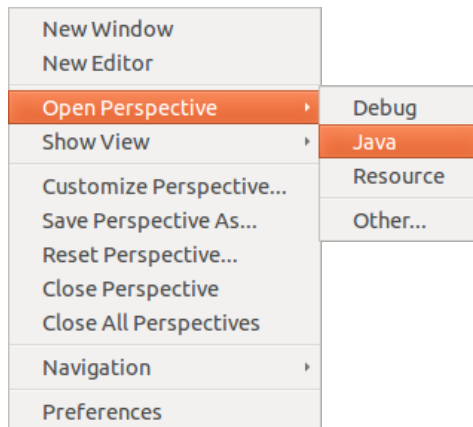 New Window
New Editor
Open Perspective
Show View
Customize Perspective...
Save Perspective As...
Reset Perspective...
Close Perspective
Close All Perspectives
Navigation
Preferences
Debug
Java
Resource
Other...